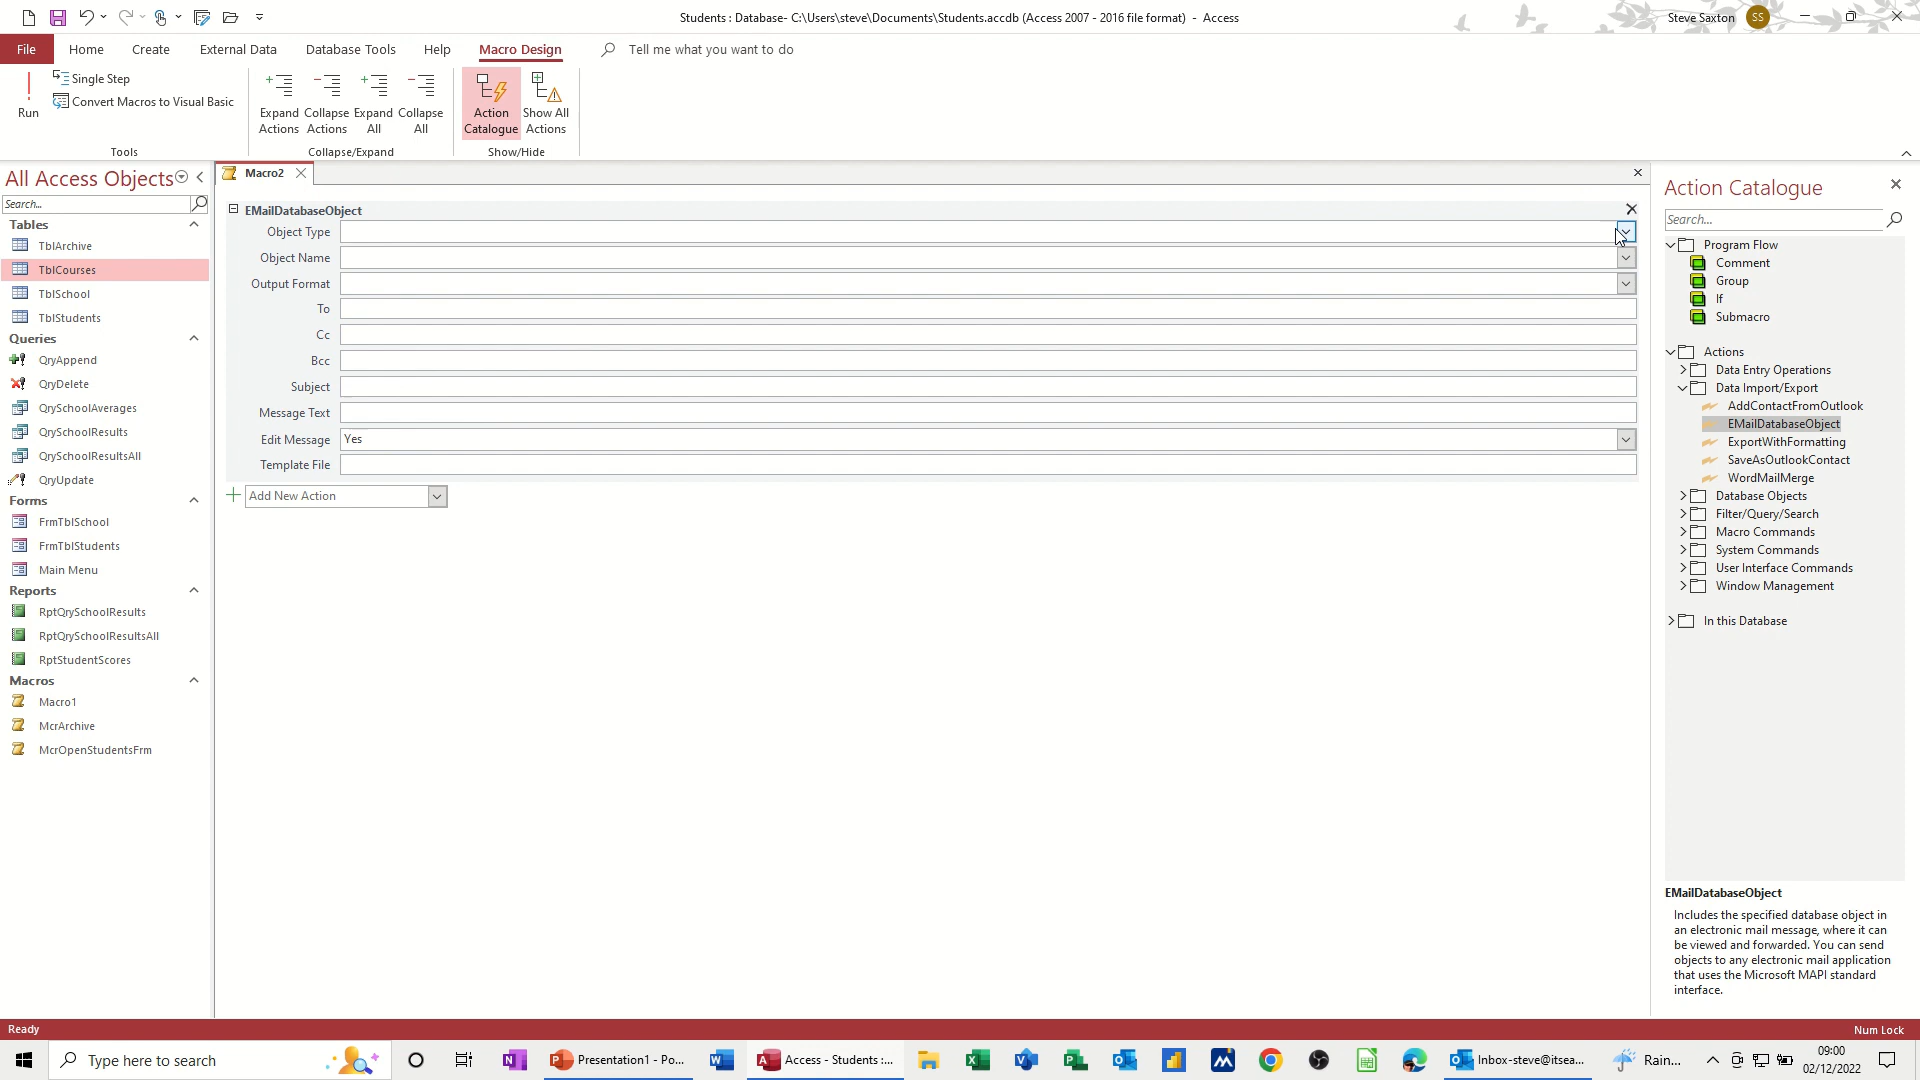 Students : Database- C:\Users\steve\Documents\Students.accdb (Access 2007 - 2016 file format) - Access
Steve Saxton
SS
File
Home
Create
External Data
Database Tools
Help
Macro Design
Tell me what you want to do
Run
Single Step
Convert Macros to Visual Basic
Tools
Expand Actions
Collapse Actions
Expand All
Collapse All
Collapse/Expand
Action Catalogue
Show All Actions
Show/Hide
All Access Objects
Search...
Tables
TblArchive
TblCourses
TblSchool
TblStudents
Queries
QryAppend
QryDelete
QrySchoolAverages
QrySchoolResults
QrySchoolResultsAll
QryUpdate
Forms
FrmTblSchool
FrmTblStudents
Main Menu
Reports
RptQrySchoolResults
RptQrySchoolResultsAll
RptStudentScores
Macros
Macro1
McrArchive
McrOpenStudentsFrm
Macro2
EMailDatabaseObject
Object Type
Object Name
Output Format
To
Cc
Bcc
Subject
Message Text
Edit Message Yes
Template File
Add New Action
Action Catalogue
Search...
Program Flow
Comment
Group
If
Submacro
Actions
Data Entry Operations
Data Import/Export
AddContactFromOutlook
EMailDatabaseObject
ExportWithFormatting
SaveAsOutlookContact
WordMailMerge
Database Objects
Filter/Query/Search
Macro Commands
System Commands
User Interface Commands
Window Management
In this Database
EMailDatabaseObject
Includes the specified database object in
an electronic mail message, where it can
be viewed and forwarded. You can send
objects to any electronic mail application
that uses the Microsoft MAPI standard
interface.
Ready
Num Lock
Type here to search
Presentation1 - Po...
Access - Students :...
Inbox-steve@itsea...
Rain...
09:00
02/12/2022